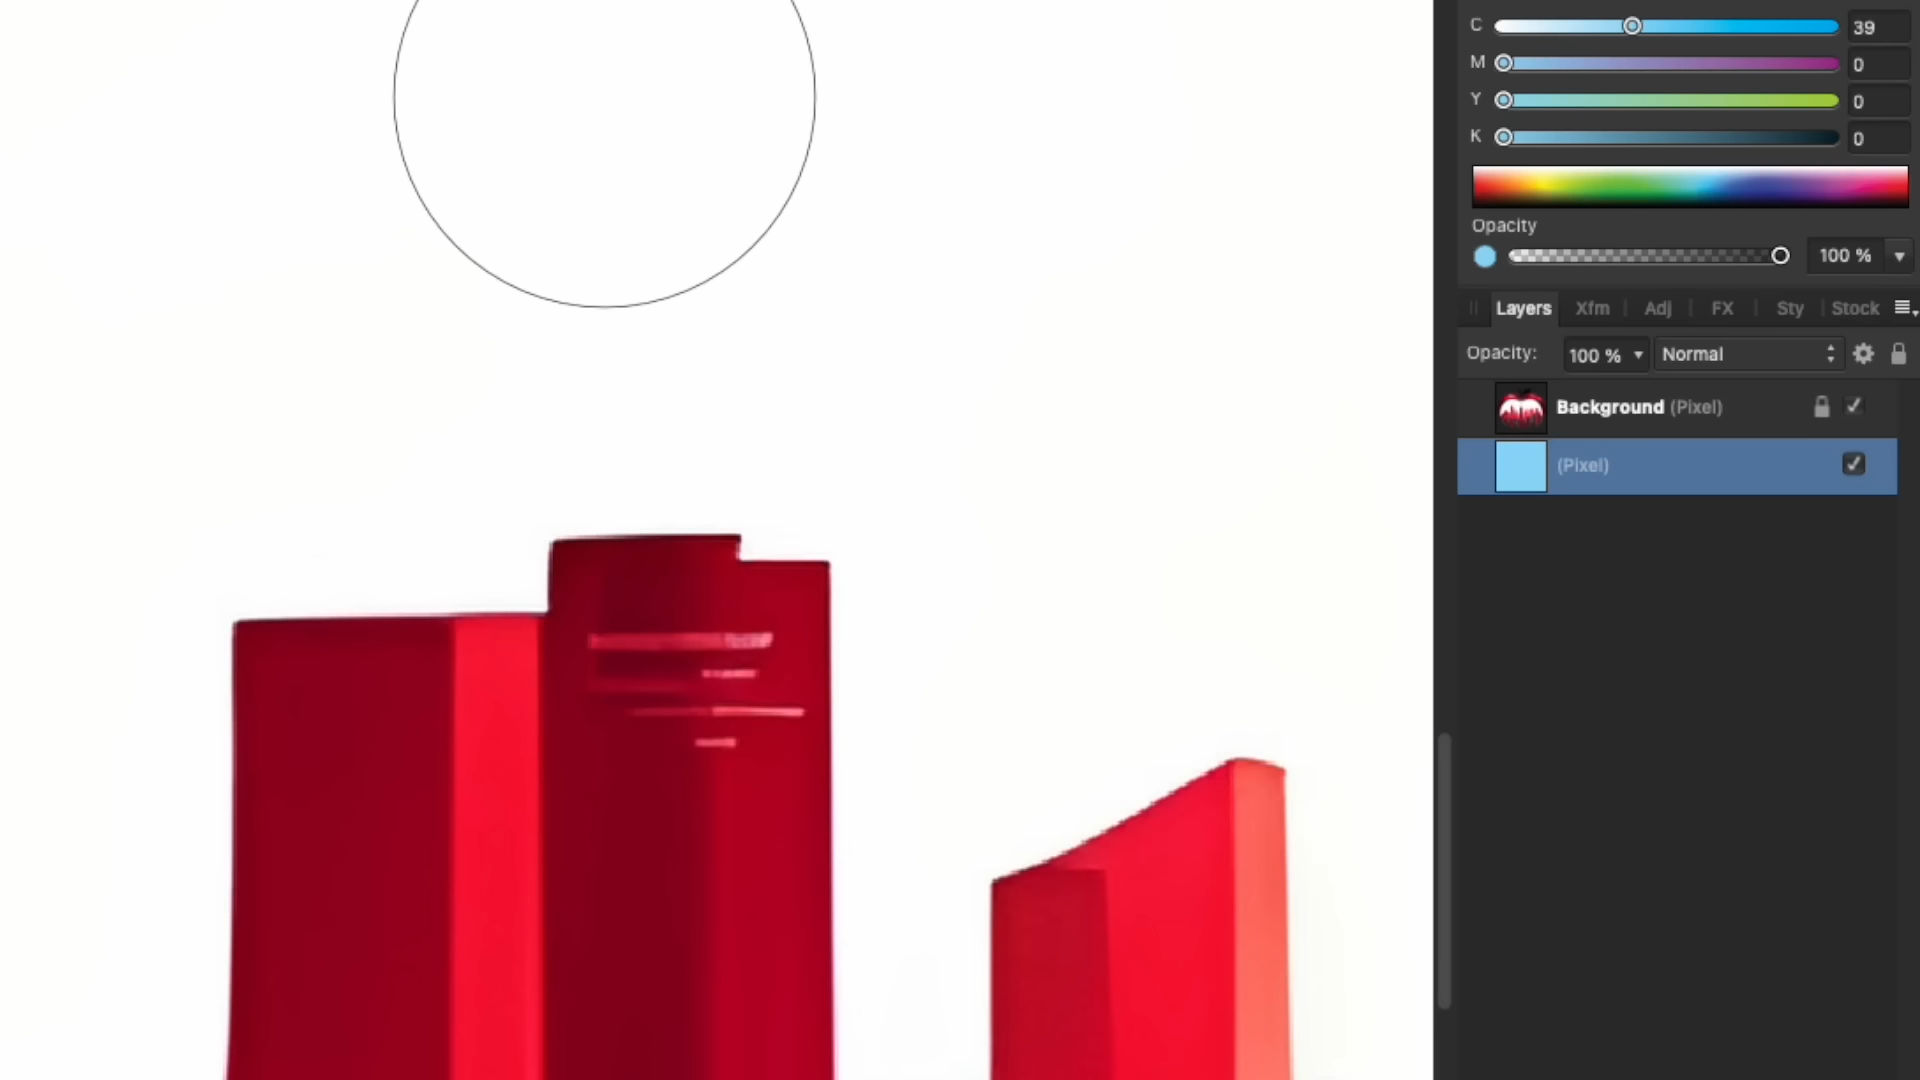 C 39
M 0
Y 0
K 0
Opacity
100 %
Layers Xfm Adj FX Sty Stock
Opacity: 100 % Normal
Background (Pixel)
(Pixel)